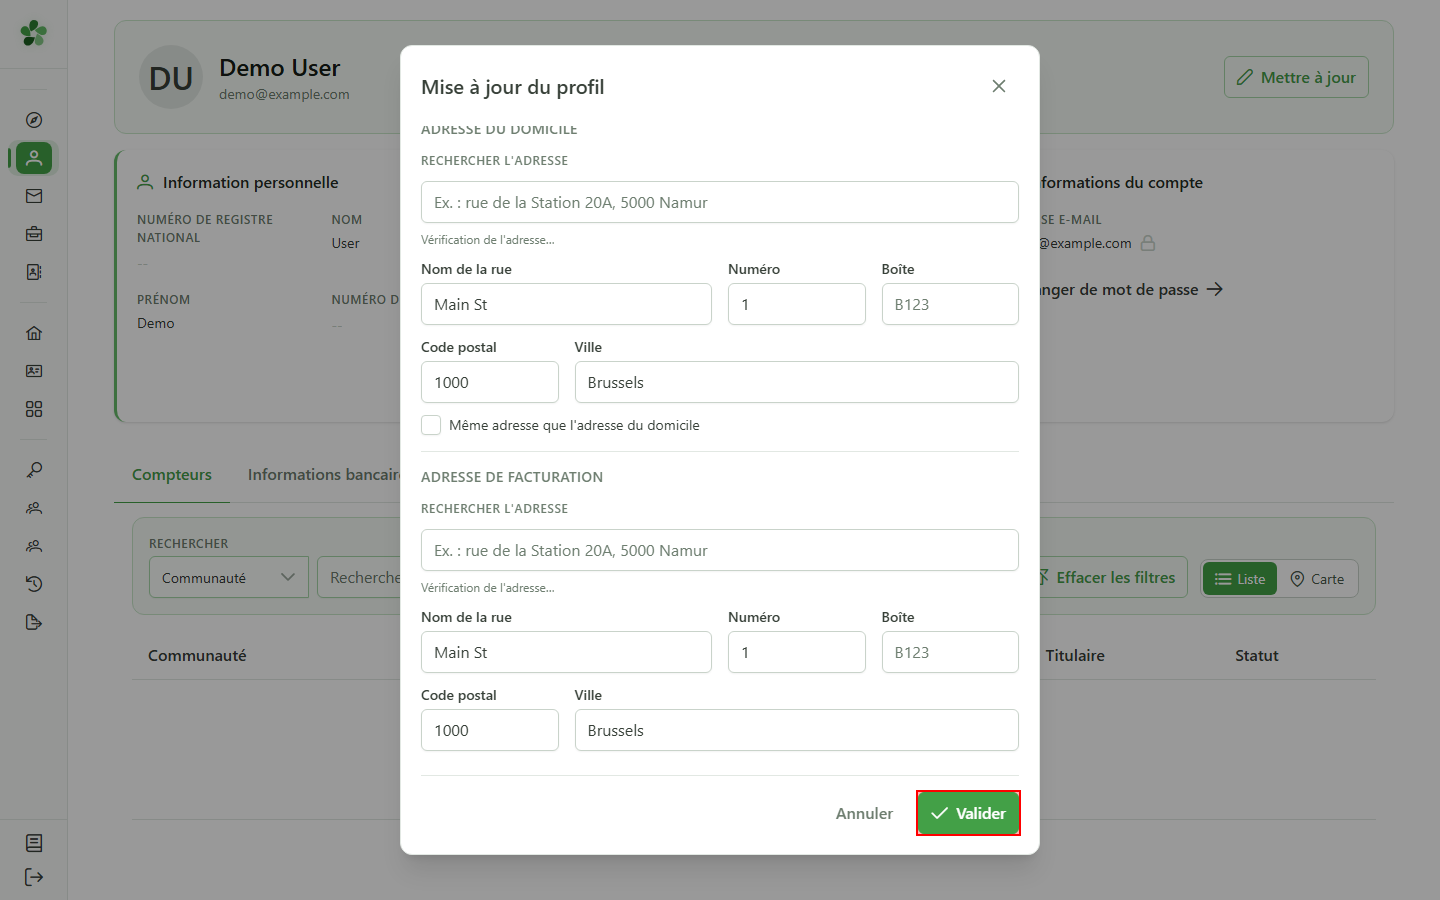 DU
Demo User
demo@example.com
Mettre à jour
Information personnelle
NUMÉRO DE REGISTRE
NATIONAL
--
NOM
User
PRÉNOM
Demo
NUMÉRO D
--
formations du compte
SE E-MAIL
@example.com
nger de mot de passe
Compteurs
Informations bancair
RECHERCHER
Communauté
Recherche
Effacer les filtres
Liste
Carte
Communauté
Titulaire
Statut
Mise à jour du profil
ADRESSE DU DOMICILE
RECHERCHER L'ADRESSE
Ex. : rue de la Station 20A, 5000 Namur
Vérification de l'adresse...
Nom de la rue
Numéro
Boîte
Main St
1
B123
Code postal
Ville
1000
Brussels
Même adresse que l'adresse du domicile
ADRESSE DE FACTURATION
RECHERCHER L'ADRESSE
Ex. : rue de la Station 20A, 5000 Namur
Vérification de l'adresse...
Nom de la rue
Numéro
Boîte
Main St
1
B123
Code postal
Ville
1000
Brussels
Annuler
Valider